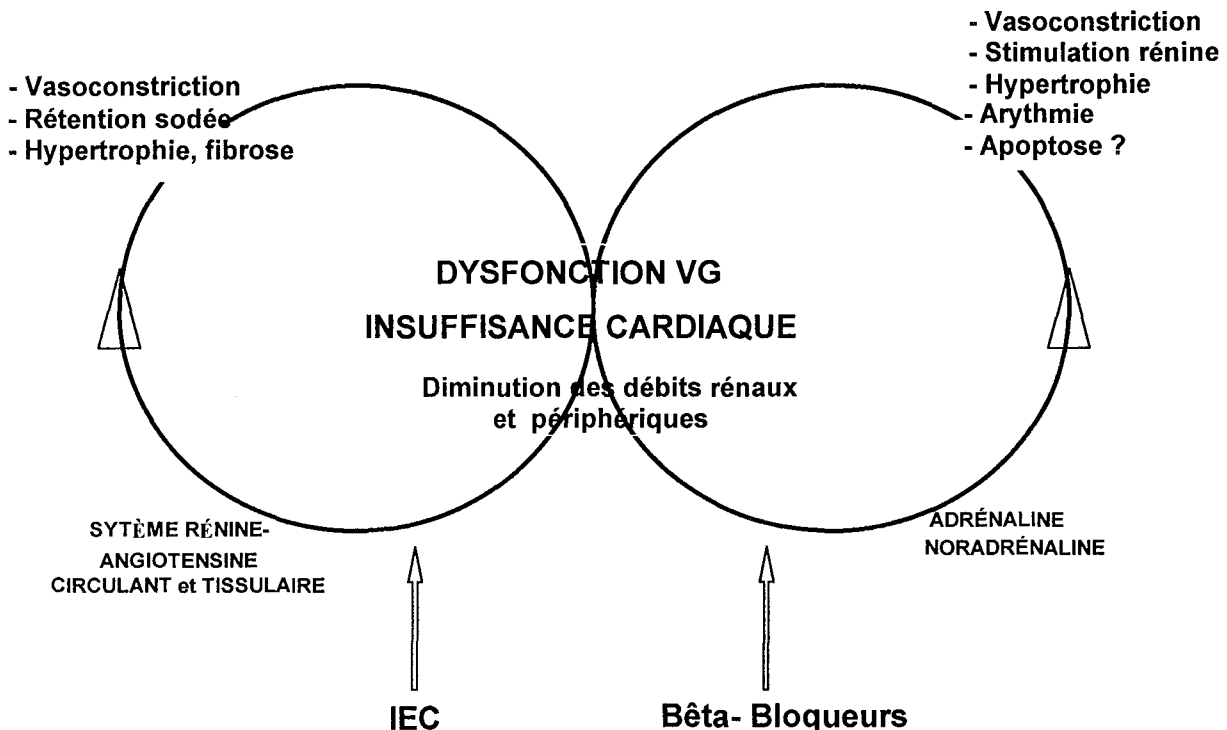 - Vasoconstriction
- Rétention sodée
- Hypertrophie, fibrose
- Vasoconstriction
- Stimulation rénine
- Hypertrophie
- Arythmie
- Apoptose ?
DYSFONCTION VG
INSUFFISANCE CARDIAQUE
Diminution des débits rénaux
et périphériques
SYTÈME RÉNINE-
ANGIOTENSINE
CIRCULANT et TISSULAIRE
ADRÉNALINE
NORADRÉNALINE
IEC
Bêta- Bloqueurs